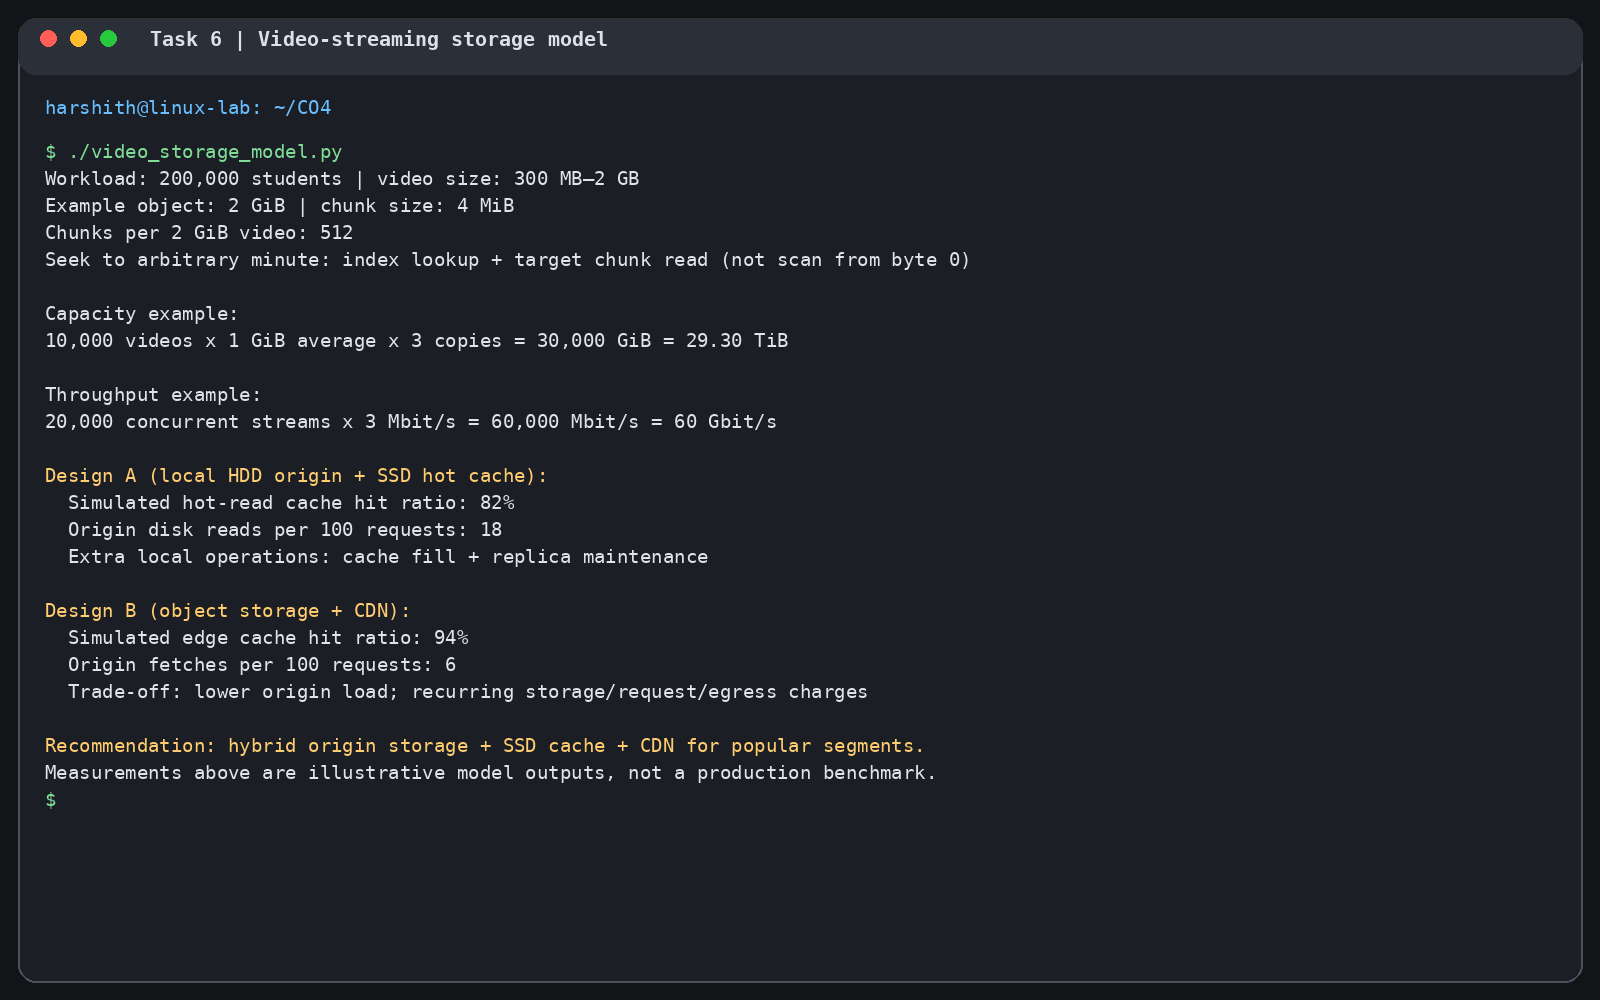 Task 6 | Video-streaming storage model
harshith@linux-lab: ~/CO4
$ ./video_storage_model.py
Workload: 200,000 students | video size: 300 MB–2 GB
Example object: 2 GiB | chunk size: 4 MiB
Chunks per 2 GiB video: 512
Seek to arbitrary minute: index lookup + target chunk read (not scan from byte 0)
Capacity example:
10,000 videos x 1 GiB average x 3 copies = 30,000 GiB = 29.30 TiB
Throughput example:
20,000 concurrent streams x 3 Mbit/s = 60,000 Mbit/s = 60 Gbit/s
Design A (local HDD origin + SSD hot cache):
Simulated hot-read cache hit ratio: 82%
Origin disk reads per 100 requests: 18
Extra local operations: cache fill + replica maintenance
Design B (object storage + CDN):
Simulated edge cache hit ratio: 94%
Origin fetches per 100 requests: 6
Trade-off: lower origin load; recurring storage/request/egress charges
Recommendation: hybrid origin storage + SSD cache + CDN for popular segments.
Measurements above are illustrative model outputs, not a production benchmark.
$